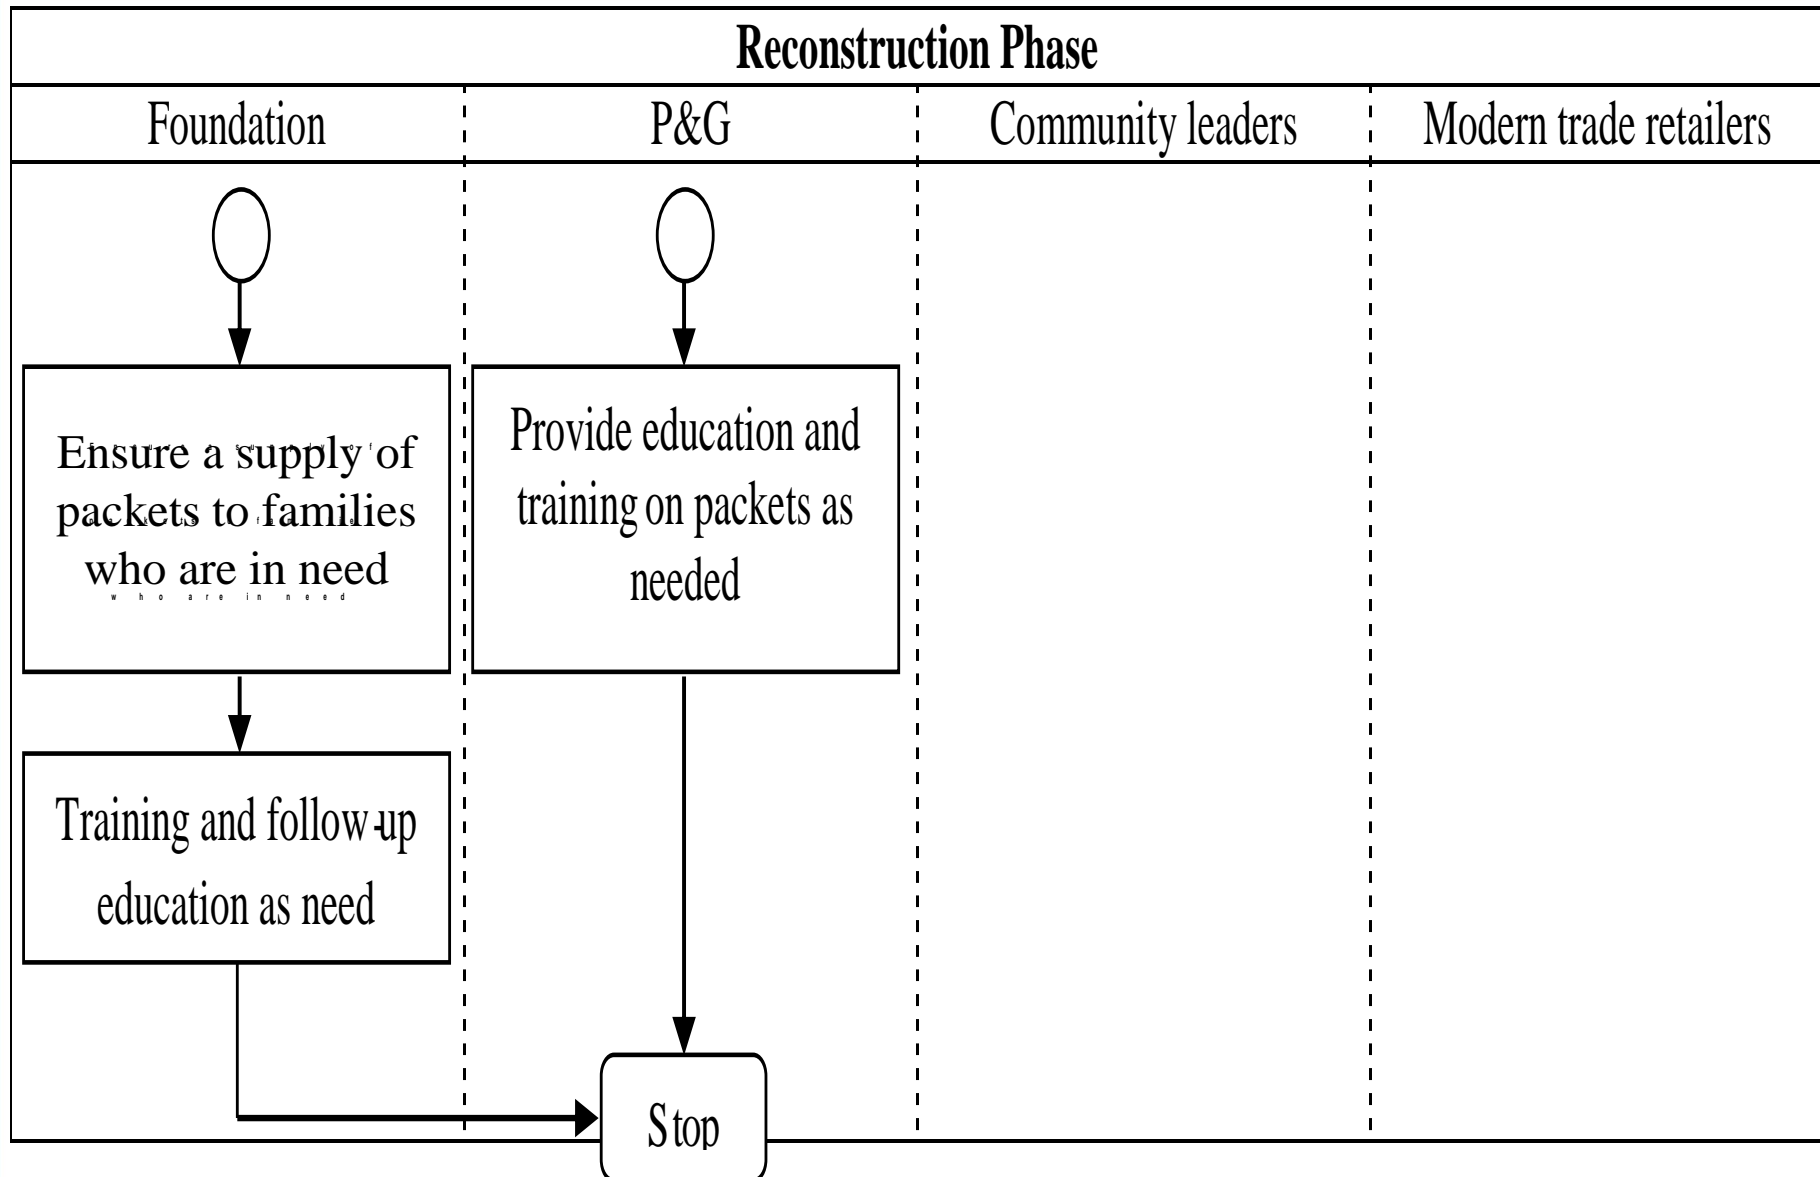 Reconstruction Phase
Foundation
P&G
Community leaders
Modern trade retailers
Ensure a supply of
packets to families
who are in need
Provide education and
training on packets as
needed
Training and follow-up
education as need
Stop